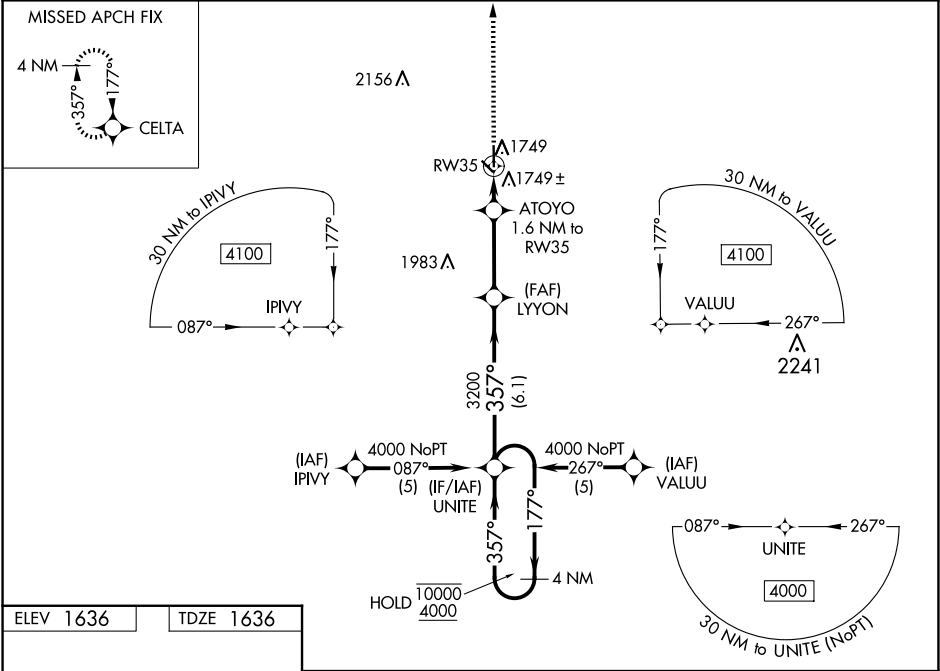 MISSED APCH FIX
4 NM
357°
177°
CELTA
2156
1749
RW35
1749±
ATOYO
1.6 NM to
RW35
1983
(FAF)
LYYON
30 NM to IPIVY
4100
177°
IPIVY
087°
30 NM to VALUU
4100
177°
VALUU
267°
2241
3200
357°
(6.1)
(IAF)
IPIVY
4000 NoPT
087°
(5)
(IF/IAF)
UNITE
4000 NoPT
267°
(5)
(IAF)
VALUU
357°
177°
4 NM
HOLD
10000
4000
087°
267°
UNITE
4000
30 NM to UNITE (NoPT)
ELEV 1636
TDZE 1636